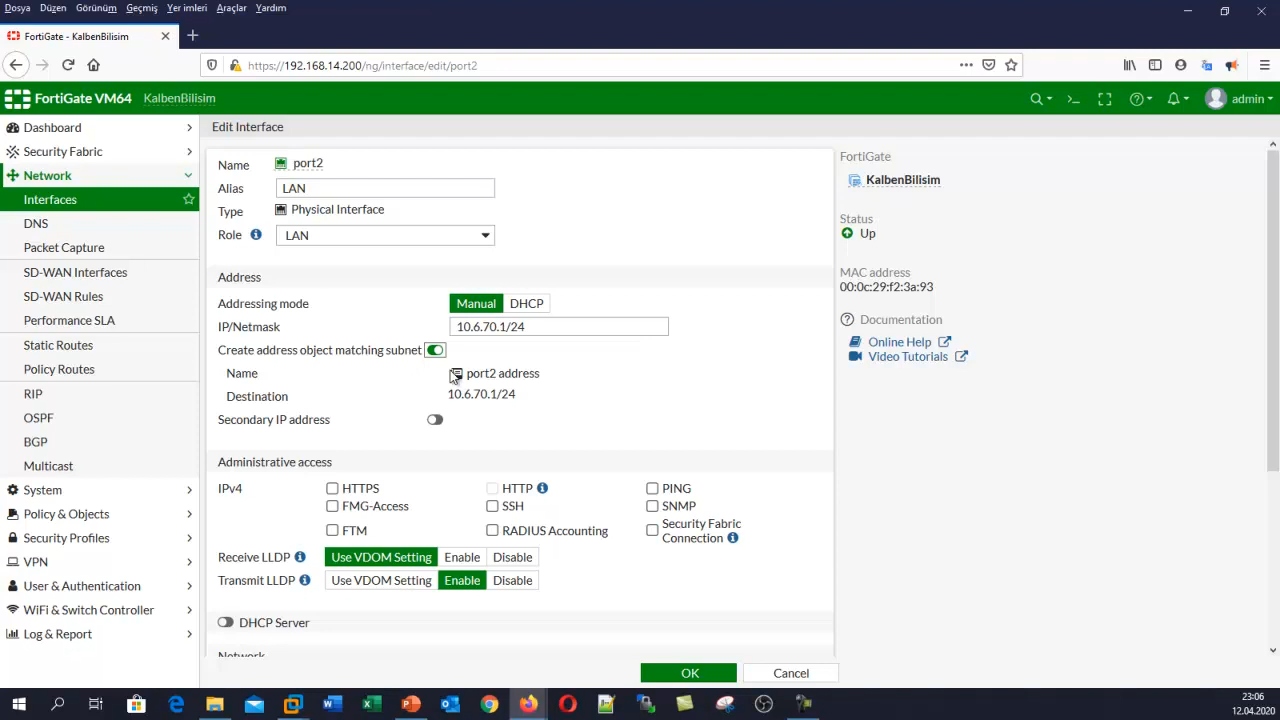 Dosya Düzen Görünüm Geçmiş Yer imleri Araçlar Yardım
FortiGate - KalbenBilisim
https://192.168.14.200/ng/interface/edit/port2
FortiGate VM64 KalbenBilisim
admin
Dashboard
Security Fabric
Network
Interfaces
DNS
Packet Capture
SD-WAN Interfaces
SD-WAN Rules
Performance SLA
Static Routes
Policy Routes
RIP
OSPF
BGP
Multicast
System
Policy & Objects
Security Profiles
VPN
User & Authentication
WiFi & Switch Controller
Log & Report
Edit Interface
Name port2
Alias LAN
Type Physical Interface
Role LAN
Address
Addressing mode Manual DHCP
IP/Netmask 10.6.70.1/24
Create address object matching subnet
Name port2 address
Destination 10.6.70.1/24
Secondary IP address
Administrative access
IPv4 HTTPS HTTP PING
FMG-Access SSH SNMP
FTM RADIUS Accounting Security Fabric
Connection
Receive LLDP Use VDOM Setting Enable Disable
Transmit LLDP Use VDOM Setting Enable Disable
DHCP Server
Network
OK Cancel
FortiGate
KalbenBilisim
Status
Up
MAC address
00:0c:29:f2:3a:93
Documentation
Online Help
Video Tutorials
23:06
12.04.2020